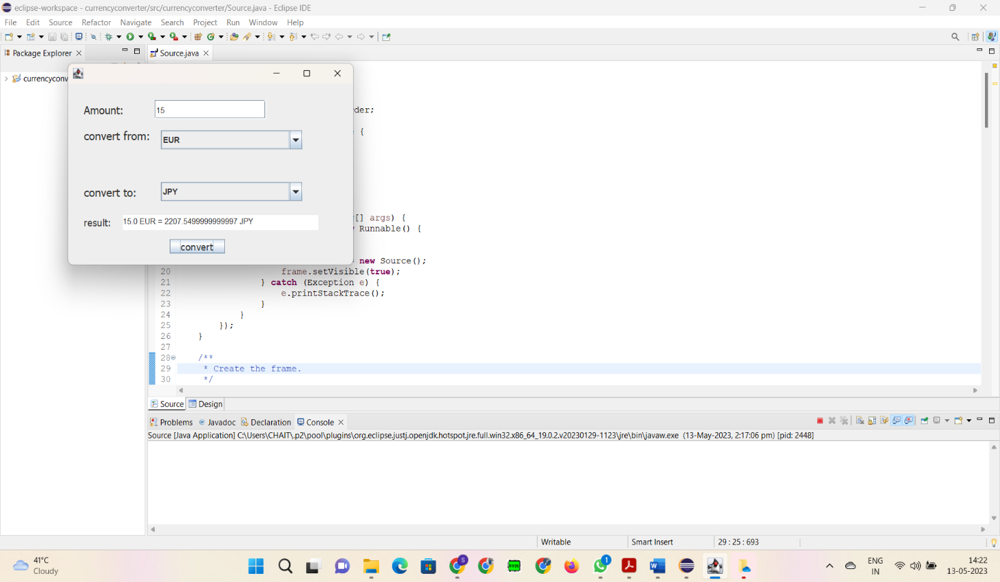 eclipse-workspace - currencyconverter/src/currencyconverter/Source.java - Eclipse IDE
File Edit Source Refactor Navigate Search Project Run Window Help
Package Explorer
Source.java
currencyconv
Amount:
15
der;
convert from:
EUR
{
convert to:
JPY
result:
15.0 EUR = 2207.5499999999997 JPY
[] args) {
Runnable() {
convert
new Source();
20 frame.setVisible(true);
21 } catch (Exception e) {
22 e.printStackTrace();
23 }
24 }
25 });
26 }
27
28 /**
29 * Create the frame.
30 */
Source Design
Problems Javadoc Declaration Console
Source [Java Application] C:\Users\CHAIT\.p2\pool\plugins\org.eclipse.justj.openjdk.hotspot.jre.full.win32.x86_64_19.0.2.v20230129-1123\jre\bin\javaw.exe (13-May-2023, 2:17:06 pm) [pid: 2448]
Writable
Smart Insert
29 : 25 : 693
41°C
Cloudy
S
1
ENG
IN
14:22
13-05-2023